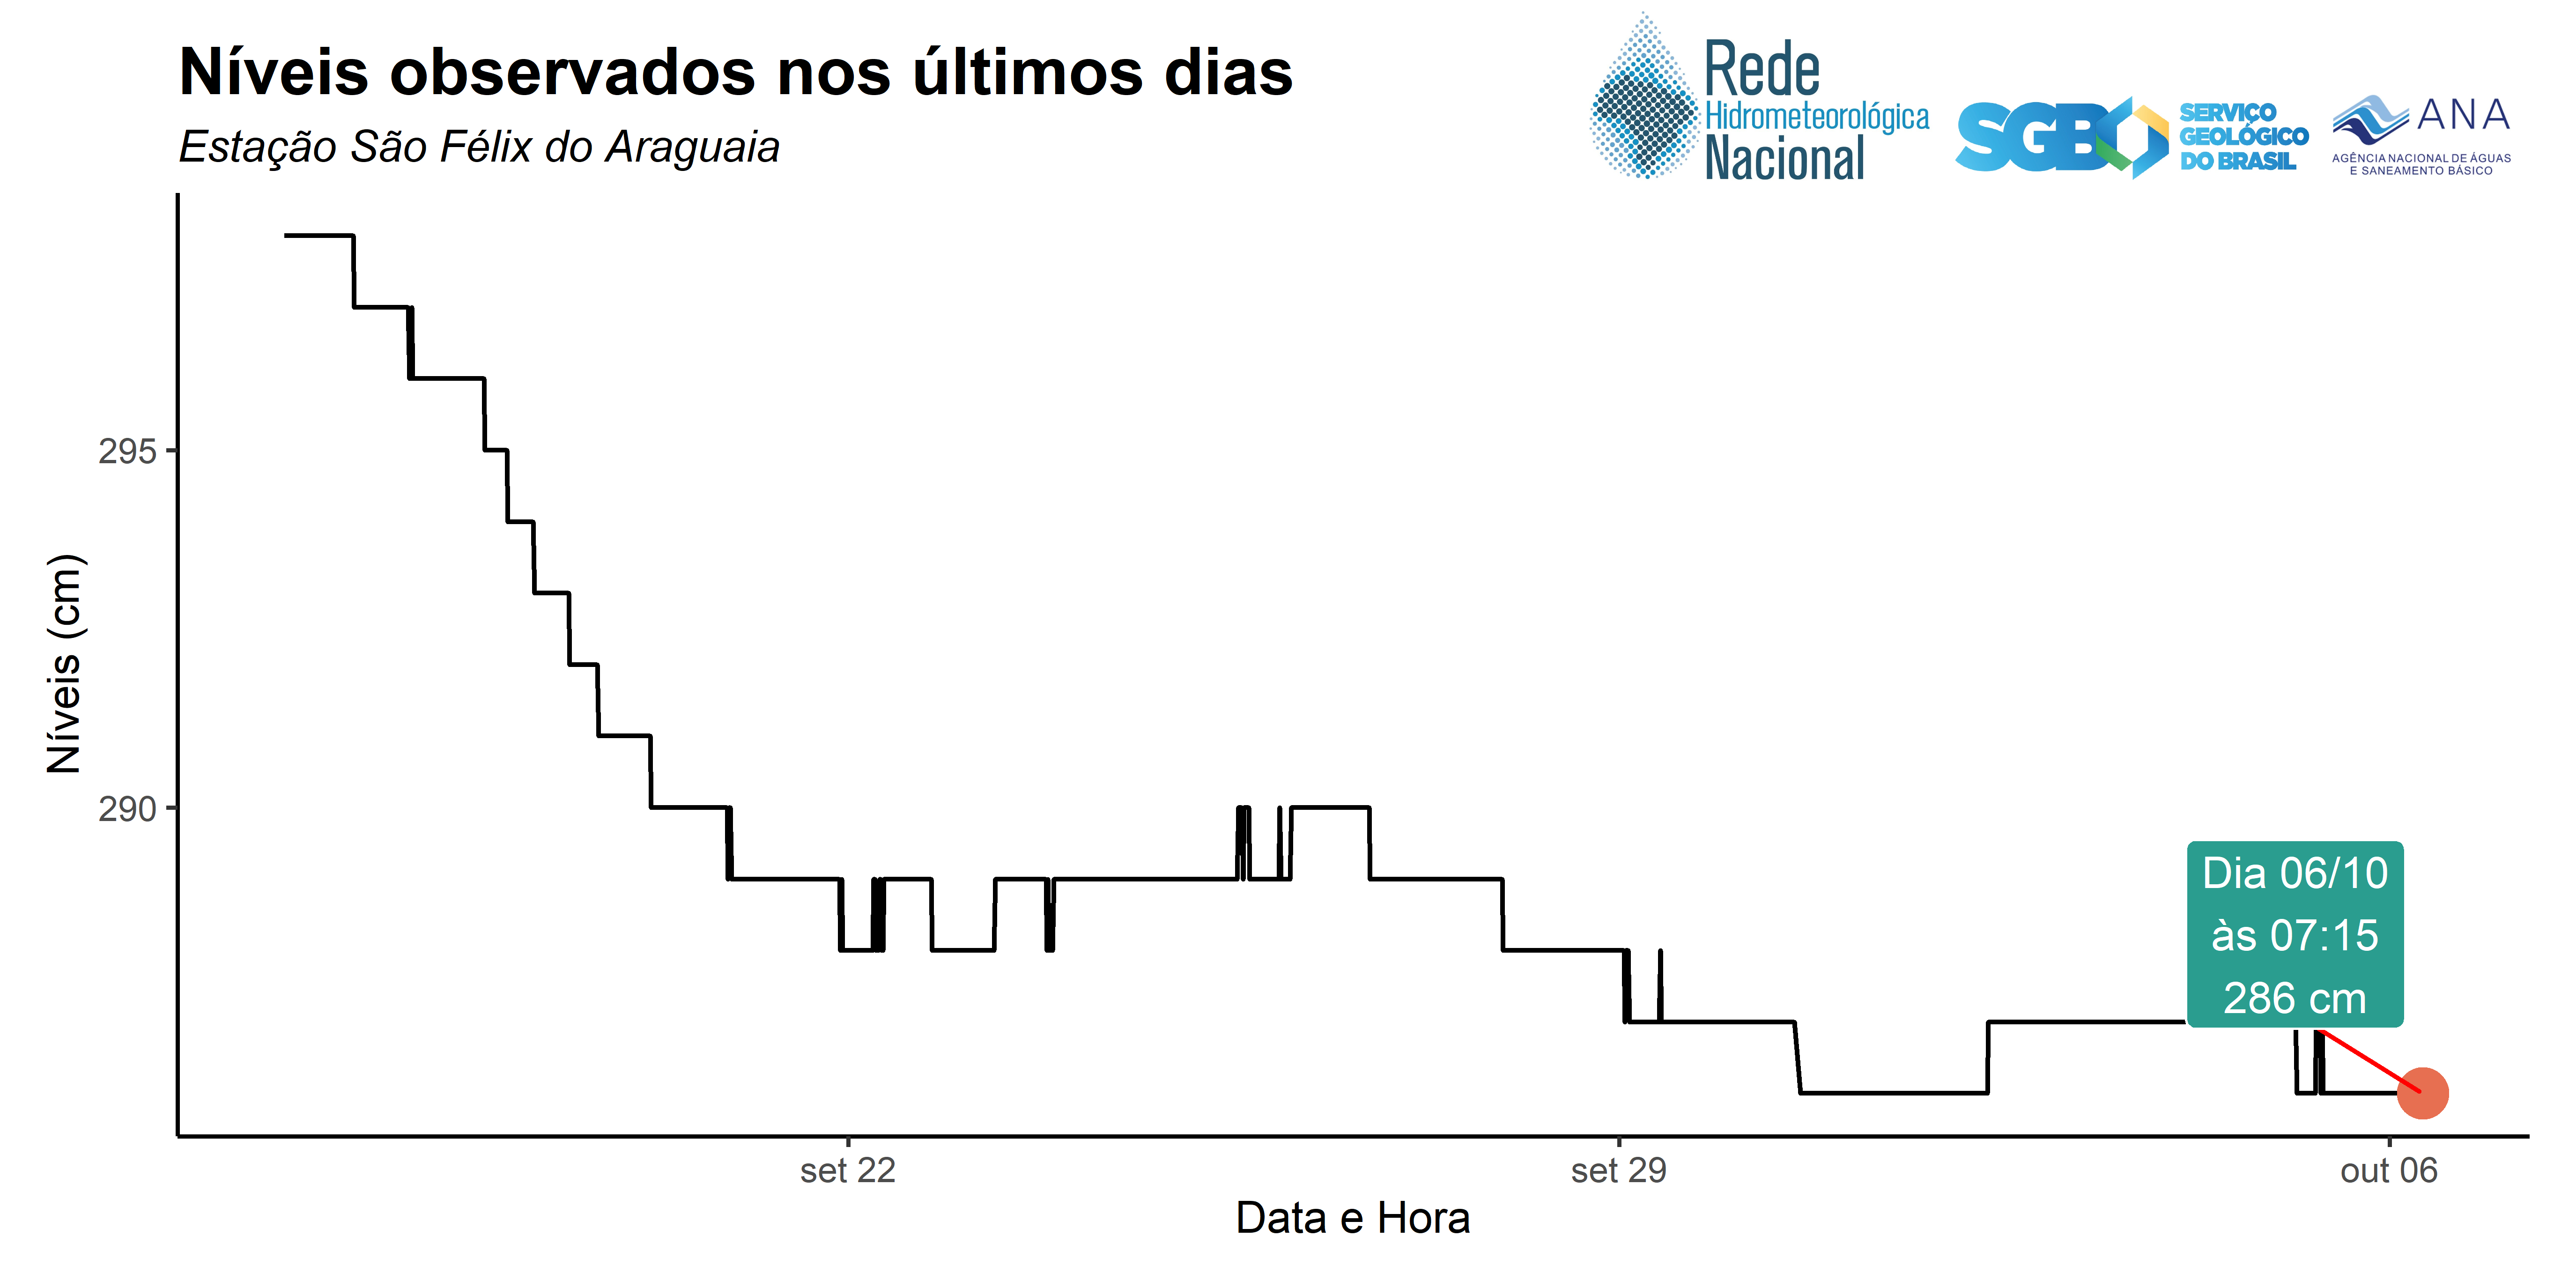 Níveis observados nos últimos dias
Estação São Félix do Araguaia
Rede
Hidrometeorológica
Nacional
SGB
SERVIÇO
GEOLÓGICO
DO BRASIL
ANA
AGÊNCIA NACIONAL DE ÁGUAS
E SANEAMENTO BÁSICO
Níveis (cm)
295
290
Dia 06/10
às 07:15
286 cm
set 22
set 29
out 06
Data e Hora